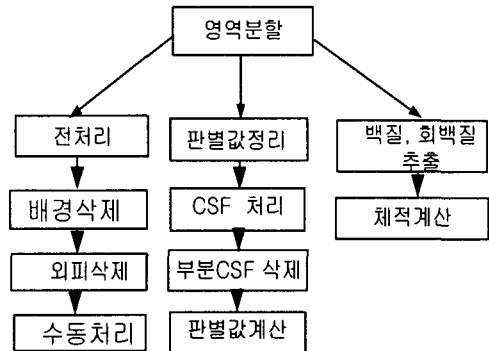 영역분할
전처리
판별값정리
백질, 회백질
추출
배경삭제
CSF 처리
체적계산
외피삭제
부분CSF 삭제
수동처리
판별값계산